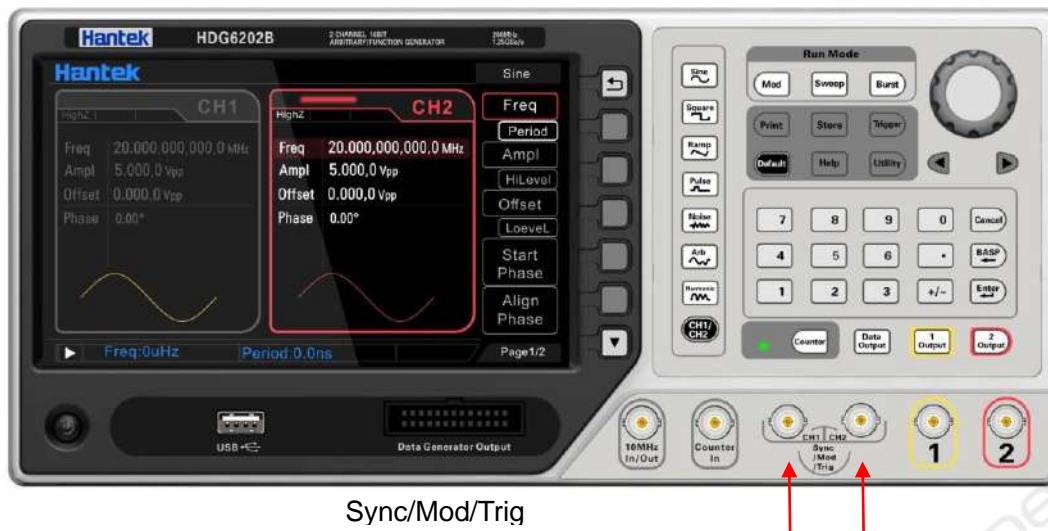 Hantek HDG6202B 2 CHANNEL 16BIT ARBITRARY/FUNCTION GENERATOR 200MHz 1.25GSa/s
Hantek Sine
HighZ CH1
Freq 20.000,000,000,0 MHz
Ampl 5.000,0 Vpp
Offset 0.000,0 Vpp
Phase 0.00°
HighZ CH2
Freq 20.000,000,000,0 MHz
Ampl 5.000,0 Vpp
Offset 0.000,0 Vpp
Phase 0.00°
Freq
Period
Ampl
HiLevel
Offset
LoeveL
Start
Phase
Align
Phase
Freq:0uHz Period:0.0ns Page1/2
Sine
Square
Ramp
Pulse
Noise
Arb
Harmonic
CH1/
CH2
Run Mode
Mod Sweep Burst
Print Store Trigger
Default Help Utility
7 8 9 0 Cancel
4 5 6 . BASP
1 2 3 +/- Enter
Counter Data Output 1 Output 2 Output
USB
Data Generator Output
10MHz
In/Out
Counter
In
CH1 CH2
Sync
/Mod
/Trig
1
2
Sync/Mod/Trig